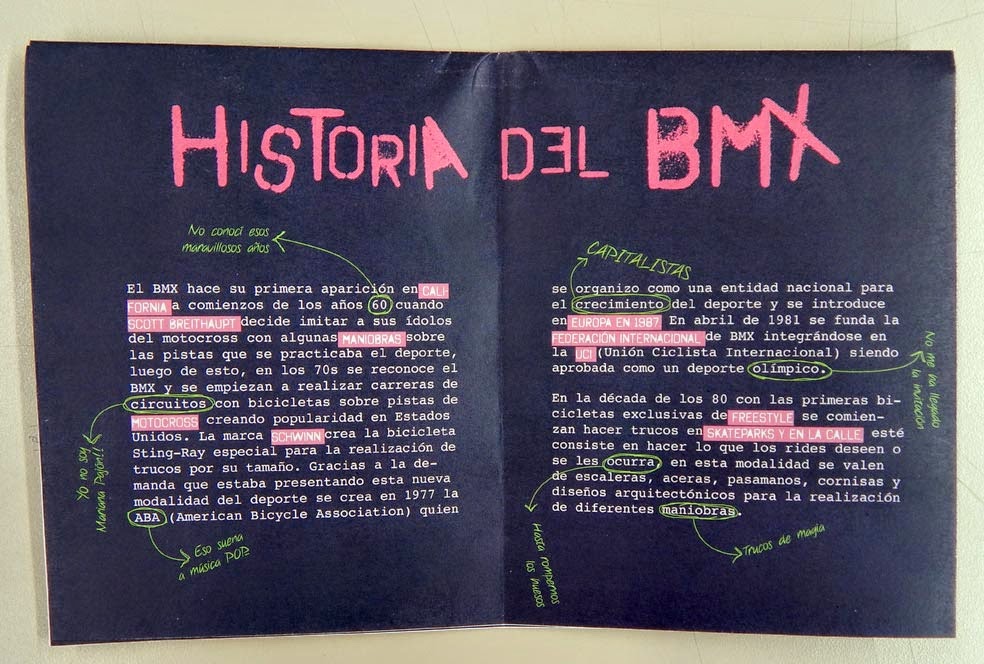 HISTORIA DEL BMX
No conocí esos
maravillosos años
El BMX hace su primera aparición en CALI-
FORNIA a comienzos de los años 60 cuando
SCOTT BREITHAUPT decide imitar a sus ídolos
del motocross con algunas MANIOBRAS sobre
las pistas que se practicaba el deporte,
luego de esto, en los 70s se reconoce el
BMX y se empiezan a realizar carreras de
circuitos con bicicletas sobre pistas de
MOTOCROSS creando popularidad en Estados
Unidos. La marca SCHWINN crea la bicicleta
Sting-Ray especial para la realización de
trucos por su tamaño. Gracias a la de-
manda que estaba presentando esta nueva
modalidad del deporte se crea en 1977 la
ABA (American Bicycle Association) quien
Yo no soy
Mariana Pajón!!
Eso suena
a música POP?
CAPITALISTAS
se organizo como una entidad nacional para
el crecimiento del deporte y se introduce
en EUROPA EN 1987 En abril de 1981 se funda la
FEDERACIÓN INTERNACIONAL de BMX integrándose en
la UCI (Unión Ciclista Internacional) siendo
aprobada como un deporte olímpico.
No me ha llegado
la invitación
En la década de los 80 con las primeras bi-
cicletas exclusivas de FREESTYLE se comien-
zan hacer trucos en SKATEPARKS Y EN LA CALLE esté
consiste en hacer lo que los rides deseen o
se les ocurra, en esta modalidad se valen
de escaleras, aceras, pasamanos, cornisas y
diseños arquitectónicos para la realización
de diferentes maniobras.
Hasta rompernos
los huesos
Trucos de magia